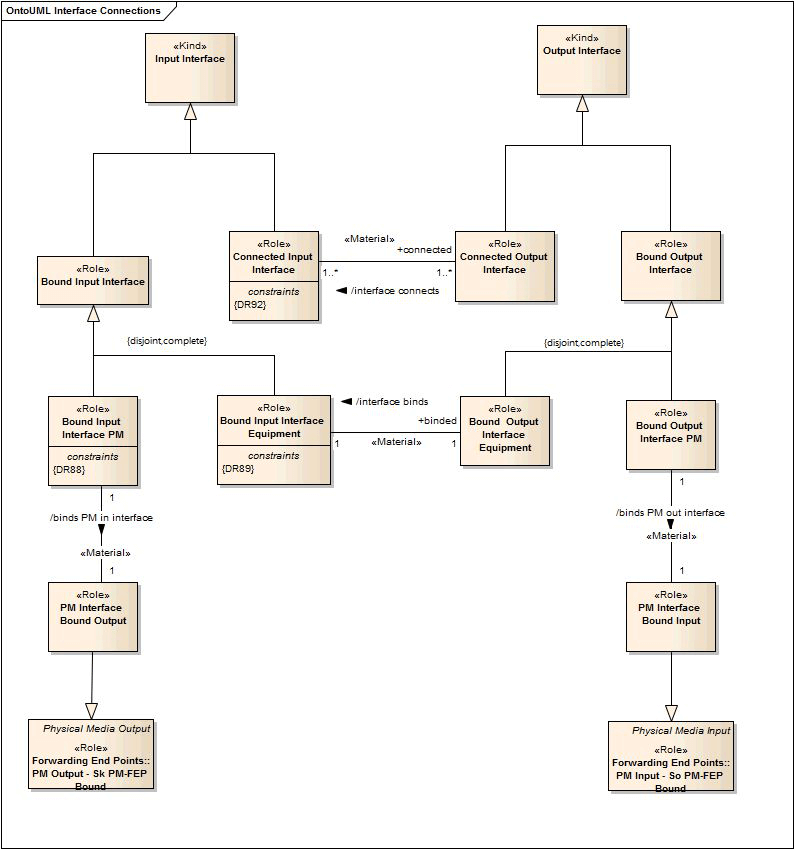 OntoUML Interface Connections
«Kind»
Input Interface
«Kind»
Output Interface
«Role»
Bound Input Interface
«Role»
Connected Input
Interface
constraints
{DR92}
«Material»
+connected
1..*
1..*
/interface connects
«Role»
Connected Output
Interface
«Role»
Bound Output
Interface
{disjoint,complete}
{disjoint,complete}
«Role»
Bound Input
Interface PM
constraints
{DR88}
«Role»
Bound Input Interface
Equipment
constraints
{DR89}
/interface binds
+binded
1
1
«Material»
«Role»
Bound Output
Interface
Equipment
«Role»
Bound Output
Interface PM
1
/binds PM in interface
«Material»
1
1
/binds PM out interface
«Material»
1
«Role»
PM Interface
Bound Output
«Role»
PM Interface
Bound Input
Physical Media Output
«Role»
Forwarding End Points::
PM Output - Sk PM-FEP
Bound
Physical Media Input
«Role»
Forwarding End Points::
PM Input - So PM-FEP
Bound